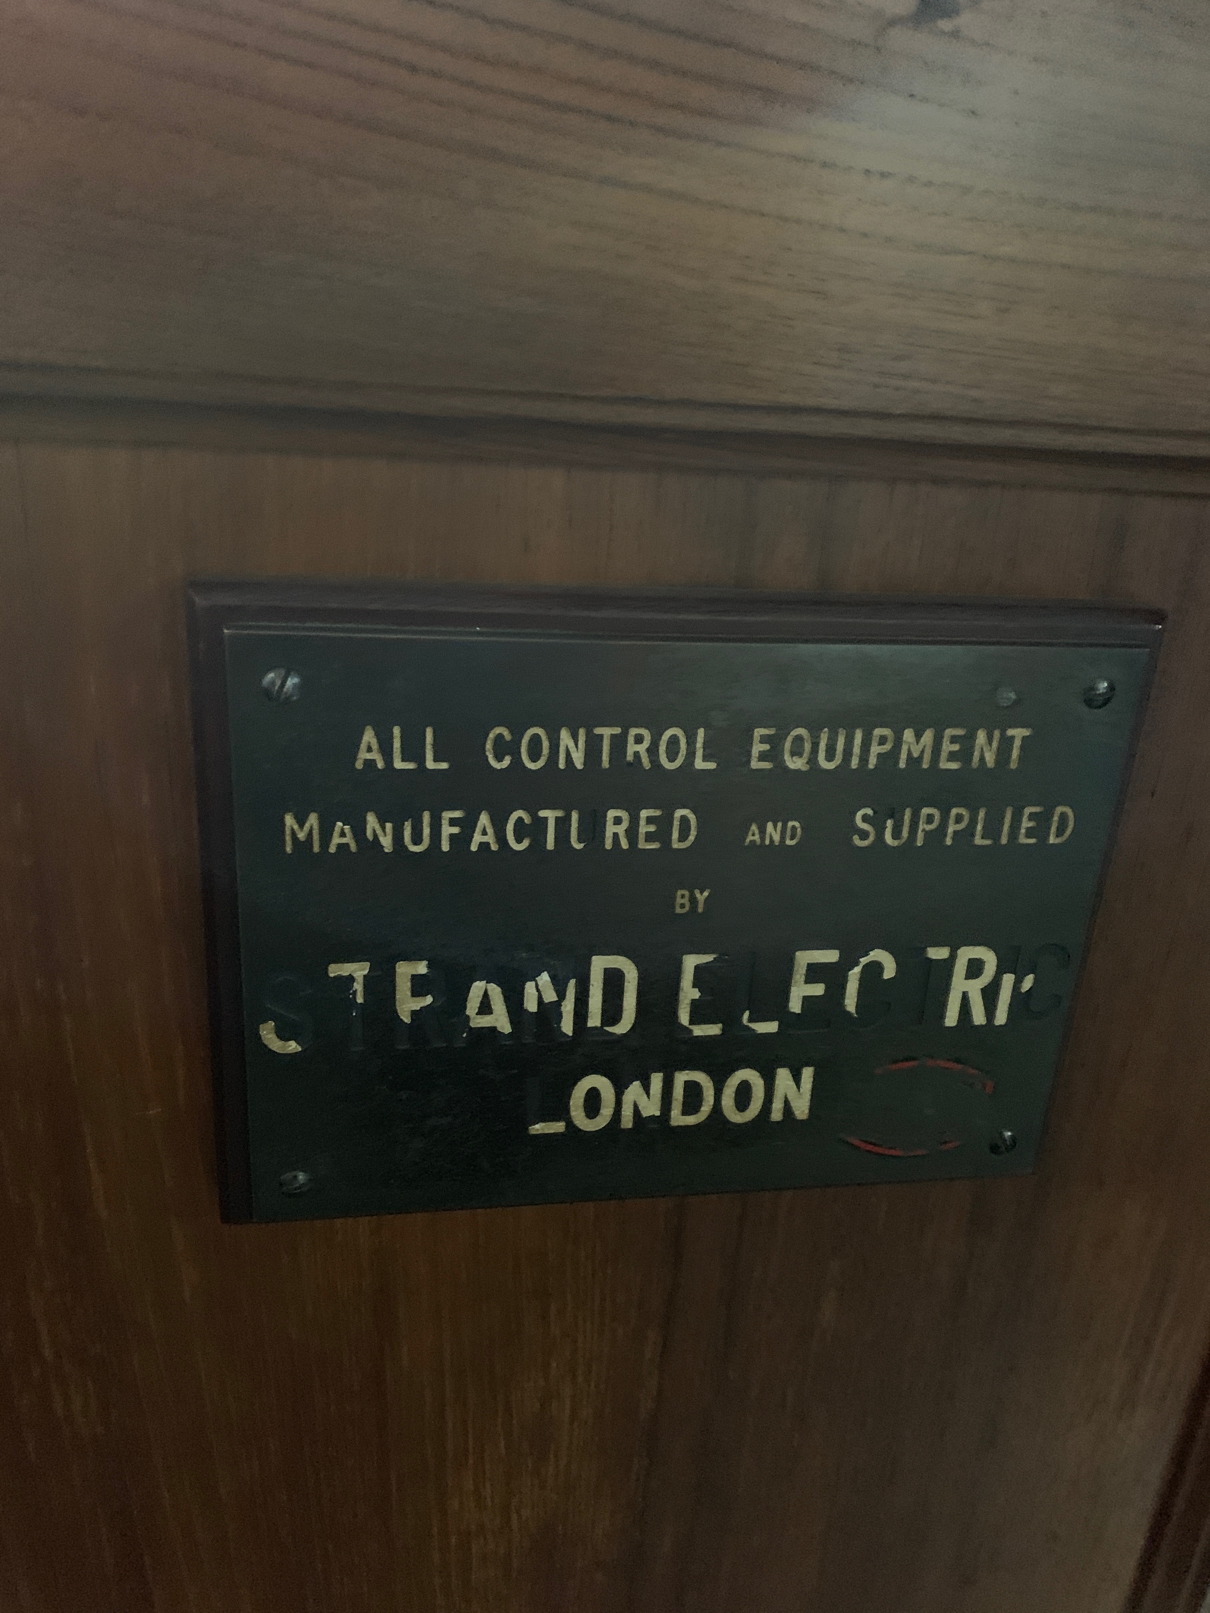 ALL CONTROL EQUIPMENT
MANUFACTURED AND SUPPLIED
BY
STRAND ELECTRIC
LONDON